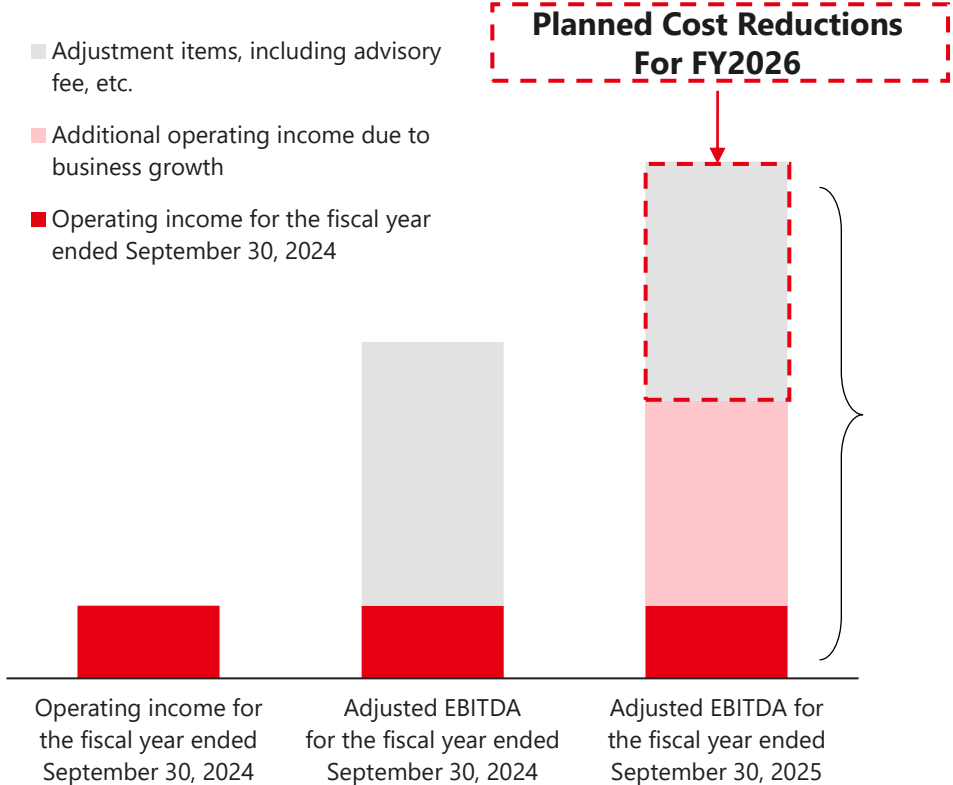 Planned Cost Reductions
For FY2026
Adjustment items, including advisory
fee, etc.
Additional operating income due to
business growth
Operating income for the fiscal year
ended September 30, 2024
Operating income for
the fiscal year ended
September 30, 2024
Adjusted EBITDA
for the fiscal year ended
September 30, 2024
Adjusted EBITDA for
the fiscal year ended
September 30, 2025